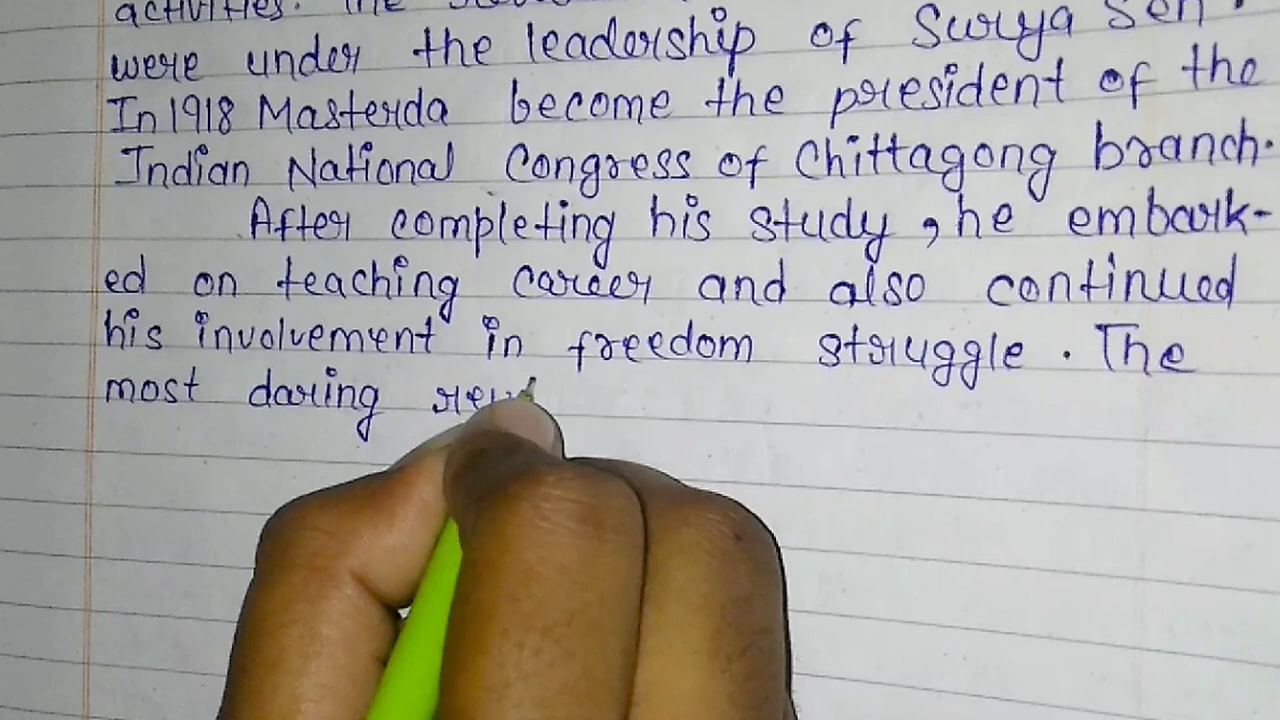 activities. The
were under the leadership of Surya Sen.
In 1918 Masterda become the president of the
Indian National Congress of Chittagong branch.
After completing his study, he embark-
ed on teaching career and also continued
his involvement in freedom struggle. The
most daring